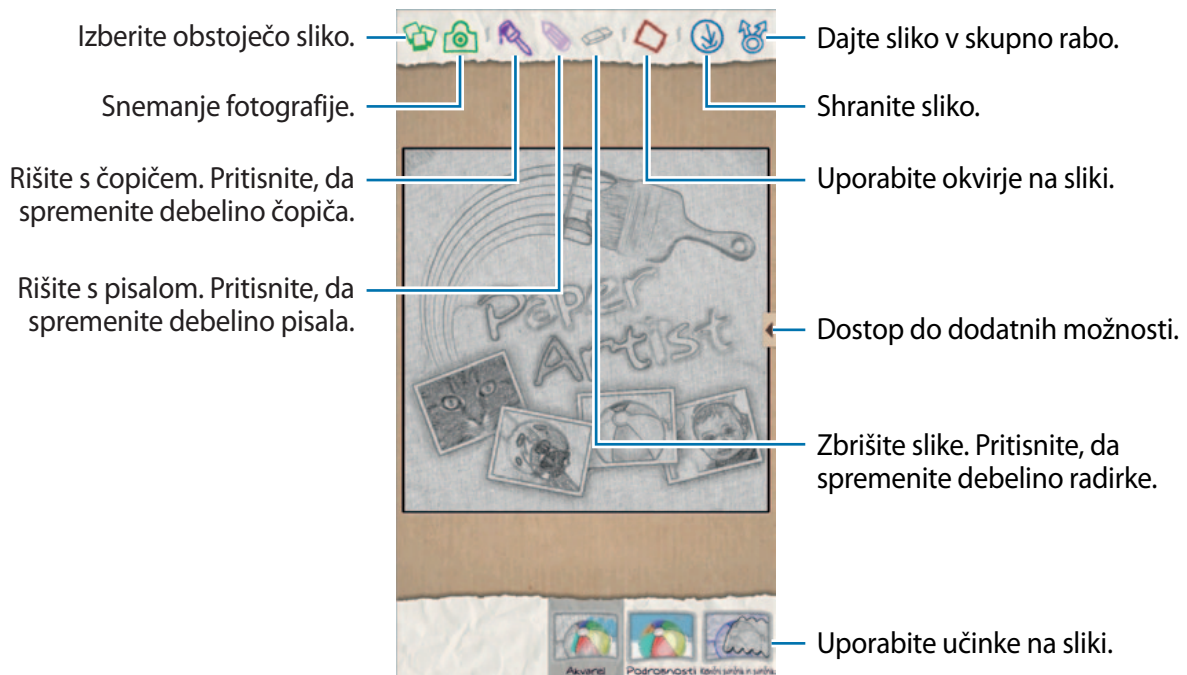 Izberite obstoječo sliko.
Snemanje fotografije.
Rišite s čopičem. Pritisnite, da
spremenite debelino čopiča.
Rišite s pisalom. Pritisnite, da
spremenite debelino pisala.
Dajte sliko v skupno rabo.
Shranite sliko.
Uporabite okvirje na sliki.
Dostop do dodatnih možnosti.
Zbrišite slike. Pritisnite, da
spremenite debelino radirke.
Uporabite učinke na sliki.
Paper
Artist
Akvarel
Podrobnosti